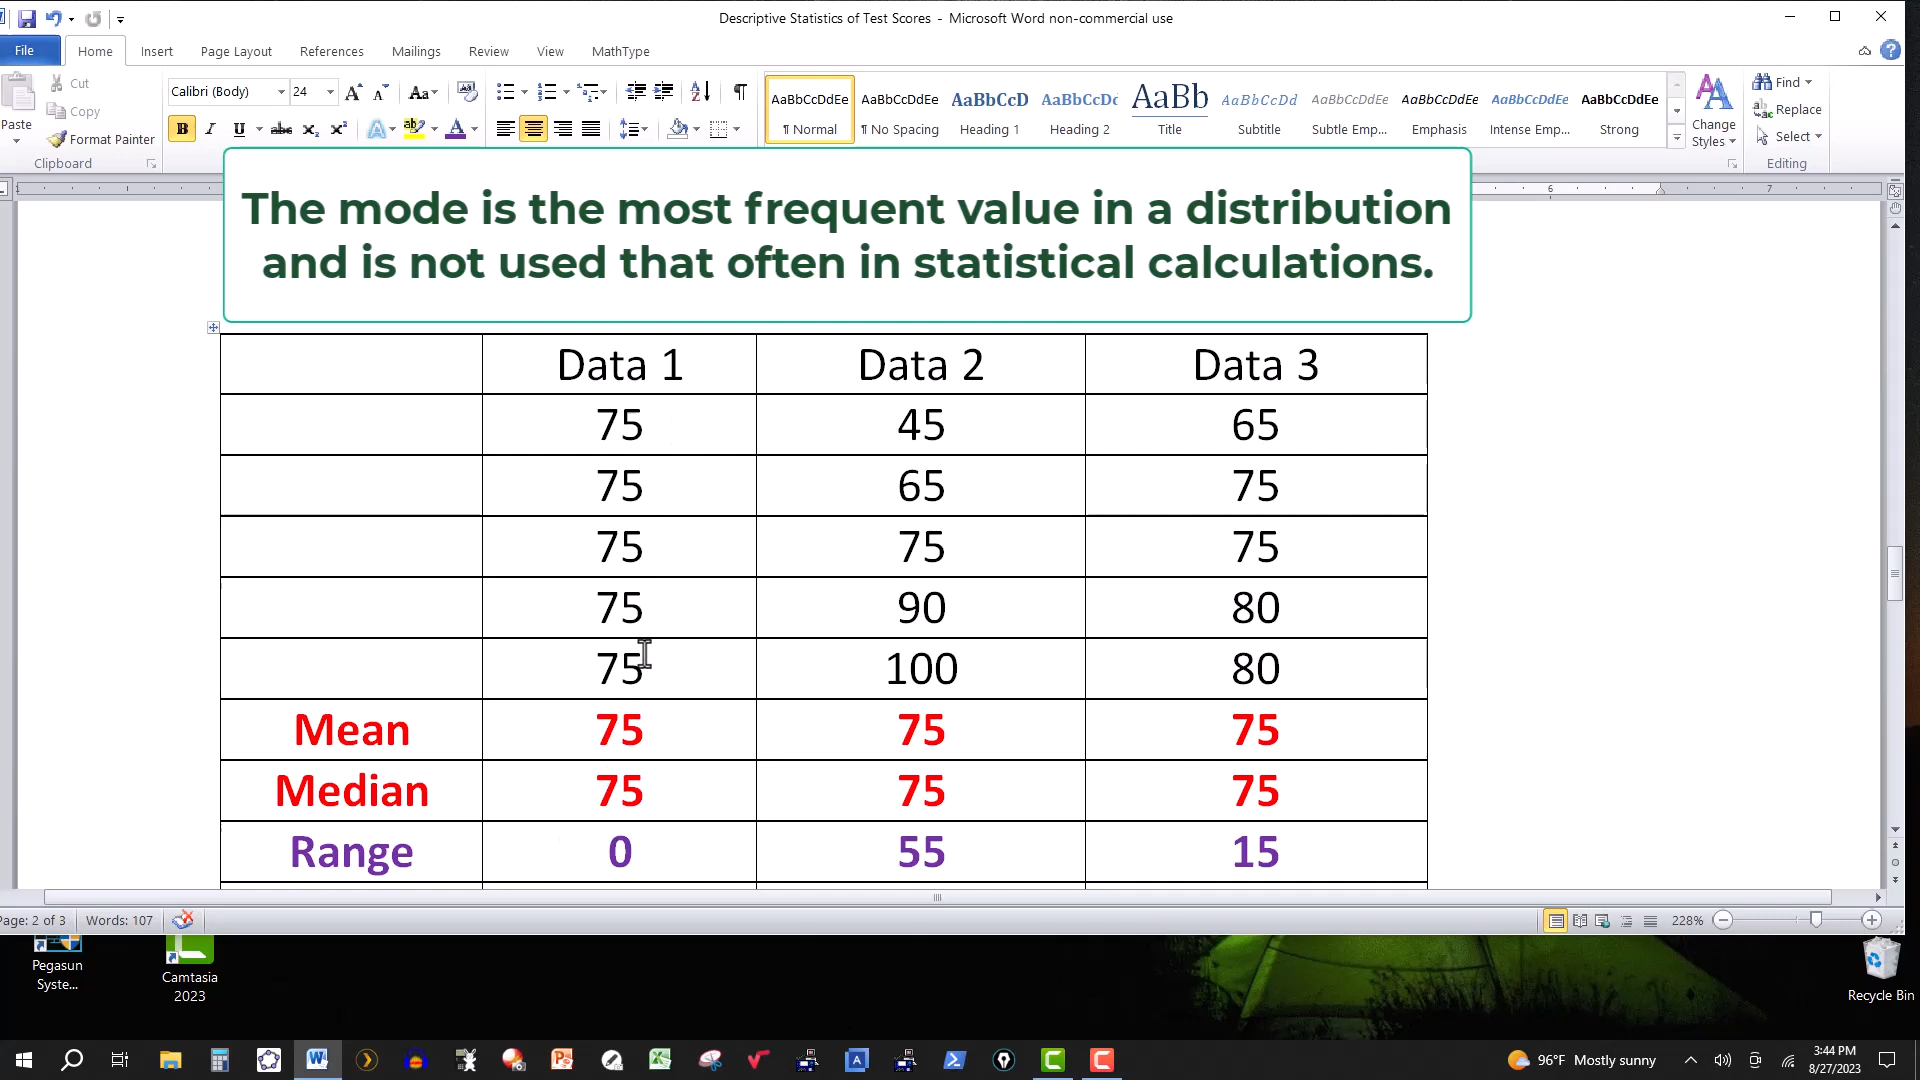 Descriptive Statistics of Test Scores - Microsoft Word non-commercial use
File Home Insert Page Layout References Mailings Review View MathType
Paste
Cut
Copy
Format Painter
Clipboard
Calibri (Body) 24
AaBbCcDdEe AaBbCcDdEe AaBbCcD AaBbCcDc AaBb AaBbCcDd AaBbCcDdEe AaBbCcDdEe AaBbCcDdEe AaBbCcDdEe
¶ Normal ¶ No Spacing Heading 1 Heading 2 Title Subtitle Subtle Emp... Emphasis Intense Emp... Strong
Change
Styles
Find
Replace
Select
Editing
6 7
The mode is the most frequent value in a distribution
and is not used that often in statistical calculations.
Data 1 Data 2 Data 3
75 45 65
75 65 75
75 75 75
75 90 80
75 100 80
Mean 75 75 75
Median 75 75 75
Range 0 55 15
Page: 2 of 3 Words: 107 228%
Pegasun
Syste...
Camtasia
2023
Recycle Bin
96°F Mostly sunny
3:44 PM
8/27/2023